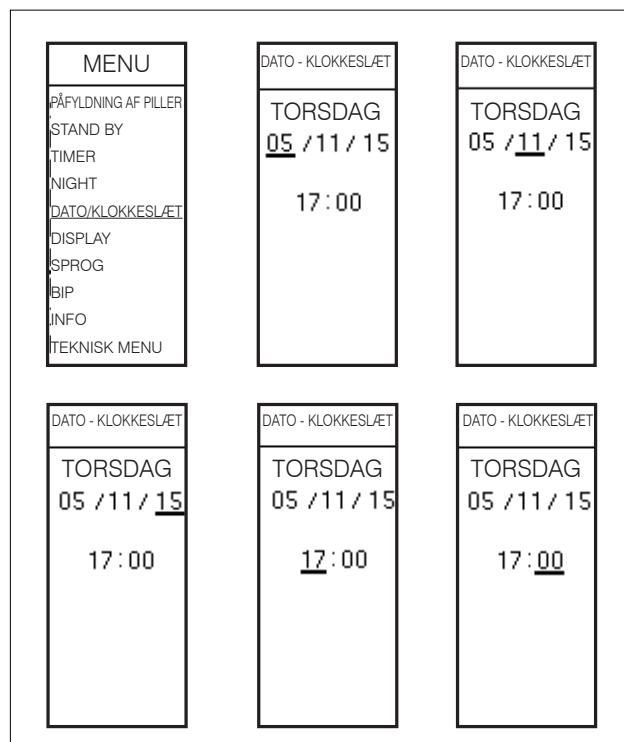 MENU
PÅFYLDNING AF PILLER
STAND BY
TIMER
NIGHT
DATO/KLOKKESLÆT
DISPLAY
SPROG
BIP
INFO
TEKNISK MENU
DATO - KLOKKESLÆT
TORSDAG
05 /11/ 15
17:00
DATO - KLOKKESLÆT
TORSDAG
05 /11/ 15
17:00
DATO - KLOKKESLÆT
TORSDAG
05 /11/ 15
17:00
DATO - KLOKKESLÆT
TORSDAG
05 /11/ 15
17:00
DATO - KLOKKESLÆT
TORSDAG
05 /11/ 15
17:00